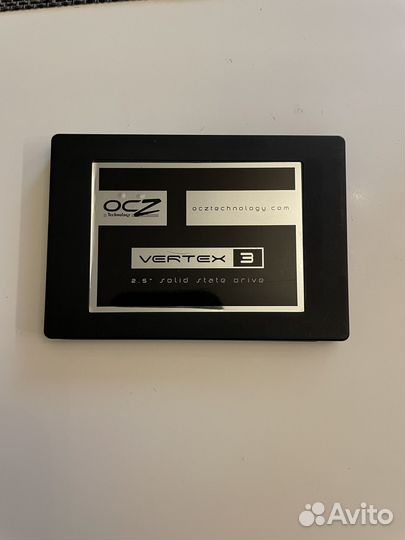 OCZ
Technology
ocztechnology.com
VERTEX 3
2.5" solid state drive
Avito